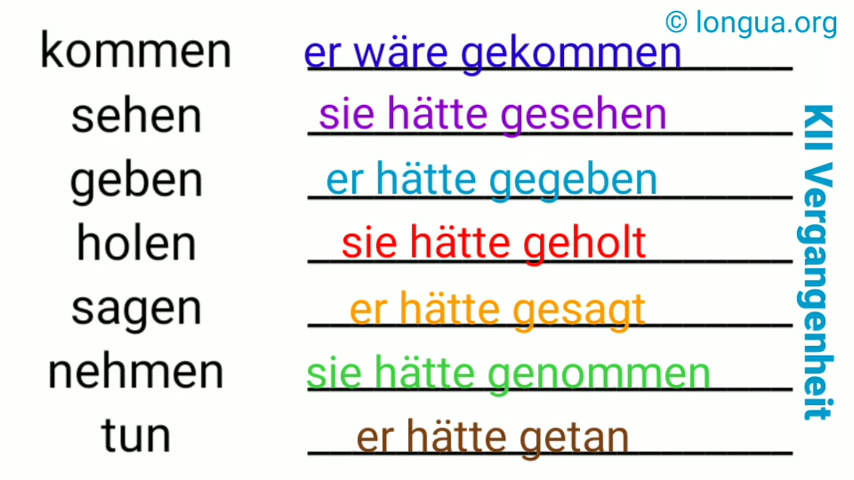 © longua.org
kommen er wäre gekommen
sehen sie hätte gesehen
geben er hätte gegeben
holen sie hätte geholt
sagen er hätte gesagt
nehmen sie hätte genommen
tun er hätte getan
KII Vergangenheit